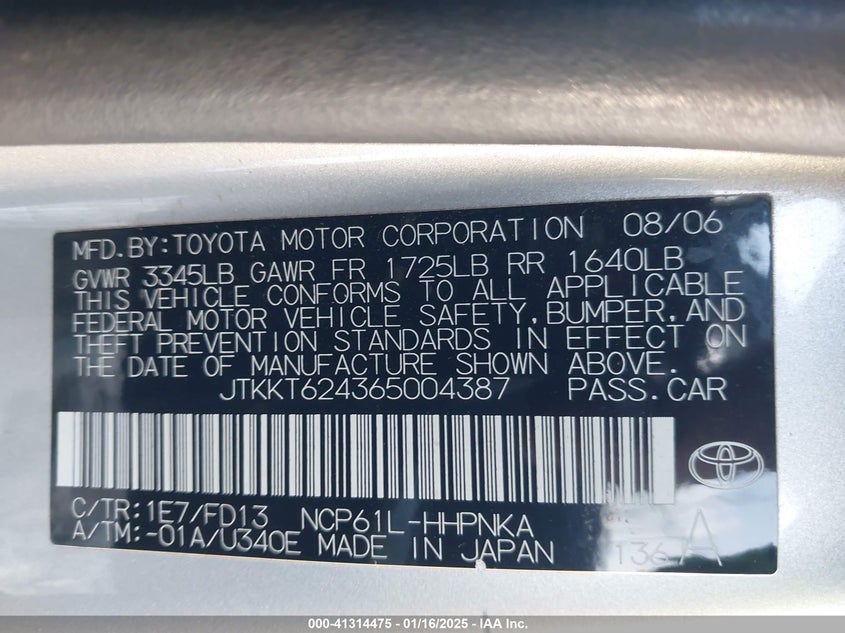 MFD. BY: TOYOTA MOTOR CORPORATION 08/06
GVWR 3345LB GAWR FR 1725LB RR 1640LB
THIS VEHICLE CONFORMS TO ALL APPLICABLE
FEDERAL MOTOR VEHICLE SAFETY, BUMPER, AND
THEFT PREVENTION STANDARDS IN EFFECT ON
THE DATE OF MANUFACTURE SHOWN ABOVE.
JTKKT624365004387 PASS. CAR
C/TR: 1E7/FD13 NCP61L-HHPNKA
A/TM: -01A/U340E MADE IN JAPAN
136 A
000-41314475 - 01/16/2025 - IAA Inc.